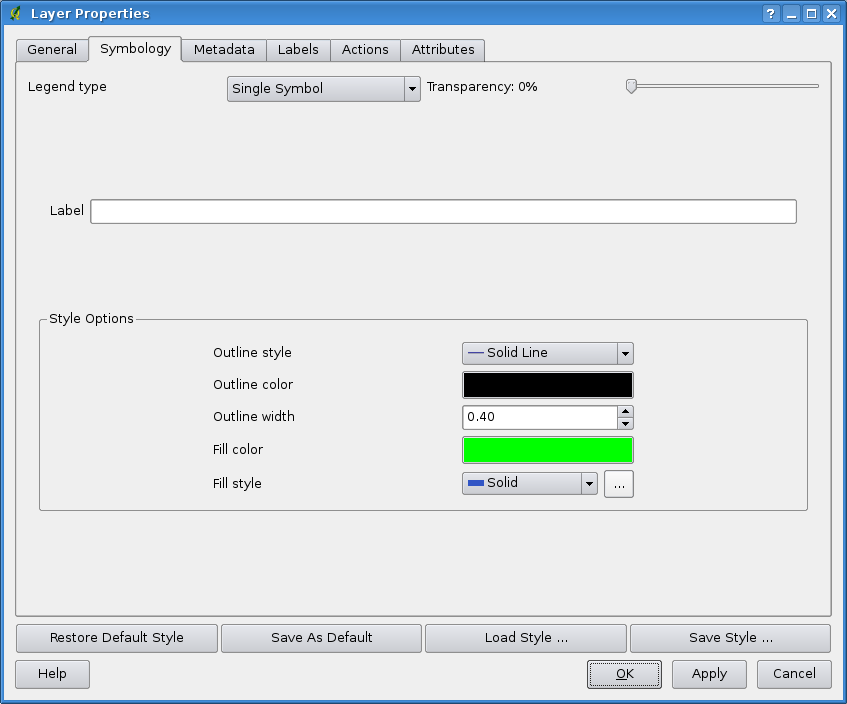 Layer Properties
General Symbology Metadata Labels Actions Attributes
Legend type Single Symbol Transparency: 0%
Label
Style Options
Outline style Solid Line
Outline color
Outline width 0.40
Fill color
Fill style Solid ...
Restore Default Style Save As Default Load Style ... Save Style ...
Help OK Apply Cancel